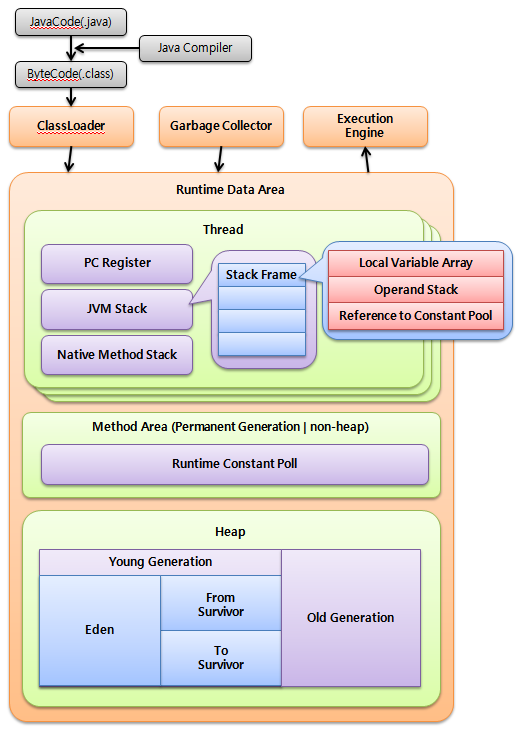 JavaCode(.java)
Java Compiler
ByteCode(.class)
ClassLoader
Garbage Collector
Execution
Engine
Runtime Data Area
Thread
PC Register
JVM Stack
Native Method Stack
Stack Frame
Local Variable Array
Operand Stack
Reference to Constant Pool
Method Area (Permanent Generation | non-heap)
Runtime Constant Poll
Heap
Young Generation
Eden
From
Survivor
To
Survivor
Old Generation